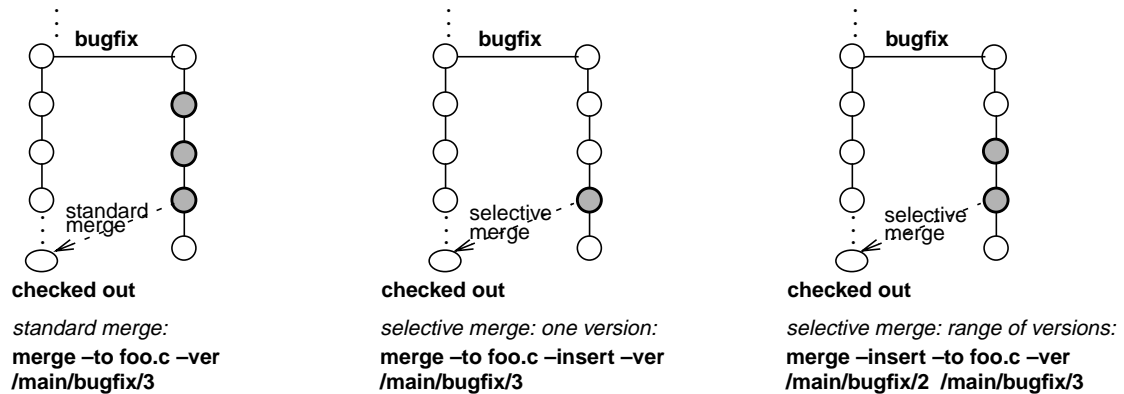 bugfix
standard
merge
checked out
standard merge:
merge –to foo.c –ver
/main/bugfix/3
bugfix
selective
merge
checked out
selective merge: one version:
merge –to foo.c –insert –ver
/main/bugfix/3
bugfix
selective
merge
checked out
selective merge: range of versions:
merge –insert –to foo.c –ver
/main/bugfix/2 /main/bugfix/3